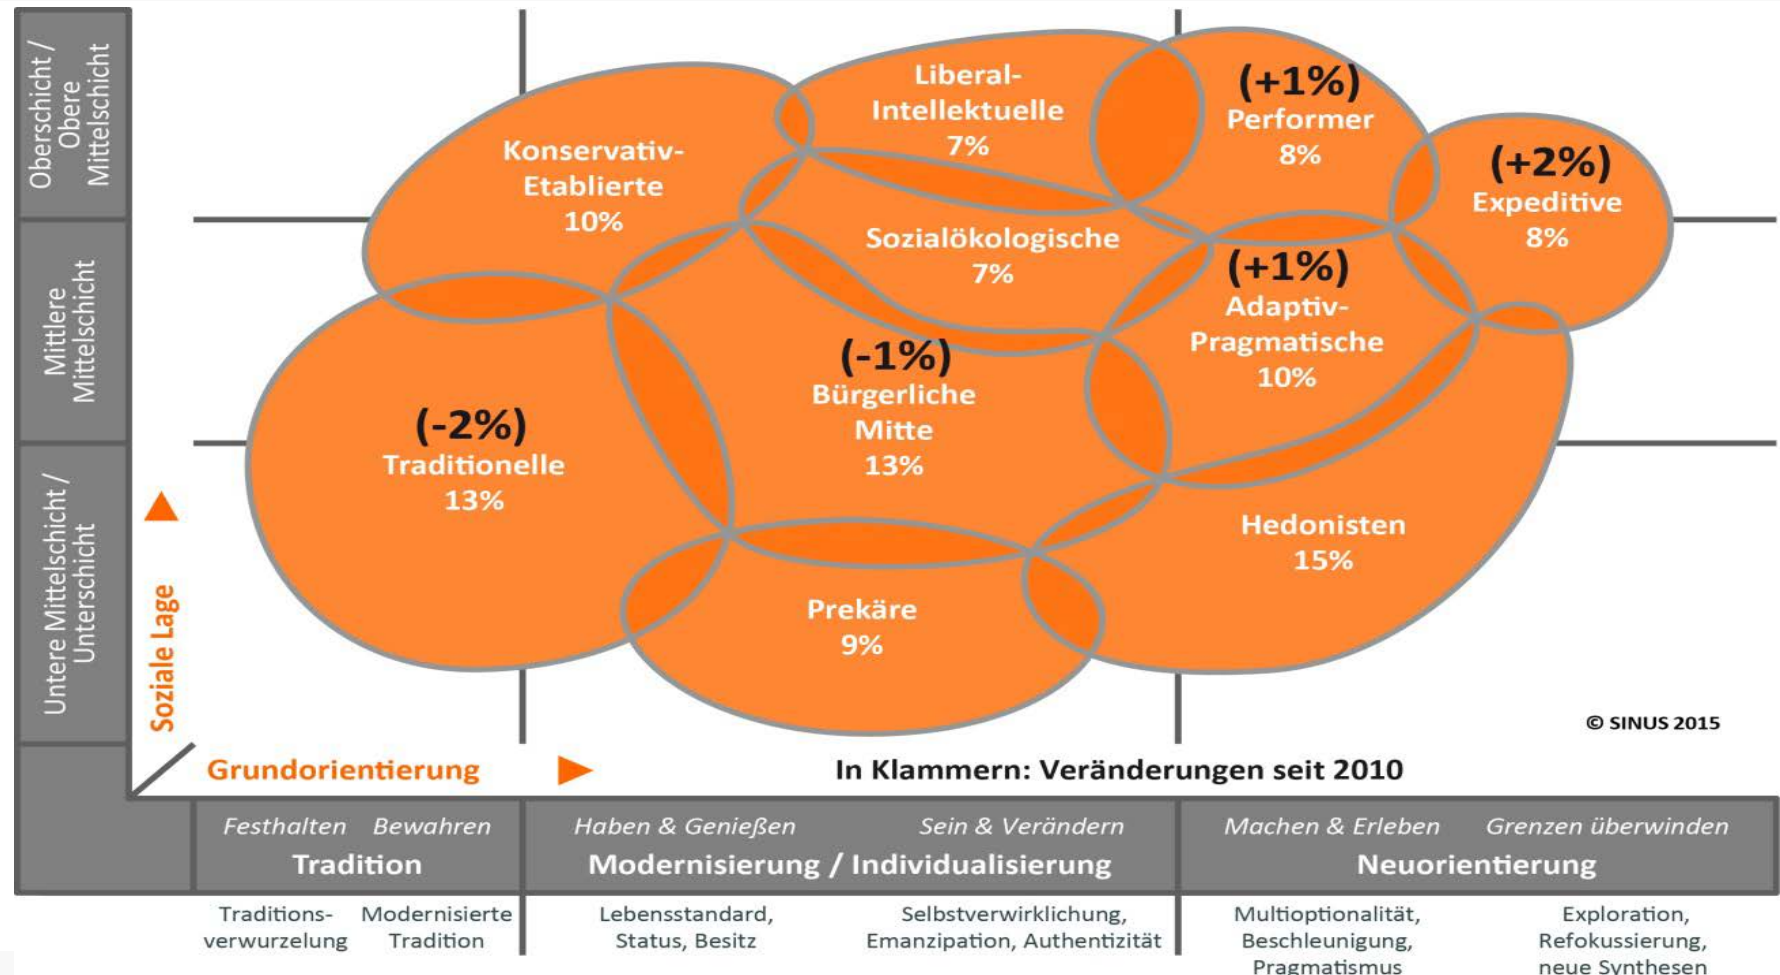 Oberschicht /
Obere
Mittelschicht
Mittlere
Mittelschicht
Untere Mittelschicht /
Unterschicht
Soziale Lage
Konservativ-
Etablierte
10%
Liberal-
Intellektuelle
7%
(+1%)
Performer
8%
(+2%)
Expeditive
8%
Sozialökologische
7%
(+1%)
Adaptiv-
Pragmatische
10%
(-1%)
Bürgerliche
Mitte
13%
(-2%)
Traditionelle
13%
Hedonisten
15%
Prekäre
9%
© SINUS 2015
Grundorientierung
In Klammern: Veränderungen seit 2010
Festhalten Bewahren
Tradition
Haben & Genießen Sein & Verändern
Modernisierung / Individualisierung
Machen & Erleben Grenzen überwinden
Neuorientierung
Traditions-
verwurzelung
Modernisierte
Tradition
Lebensstandard,
Status, Besitz
Selbstverwirklichung,
Emanzipation, Authentizität
Multioptionalität,
Beschleunigung,
Pragmatismus
Exploration,
Refokussierung,
neue Synthesen